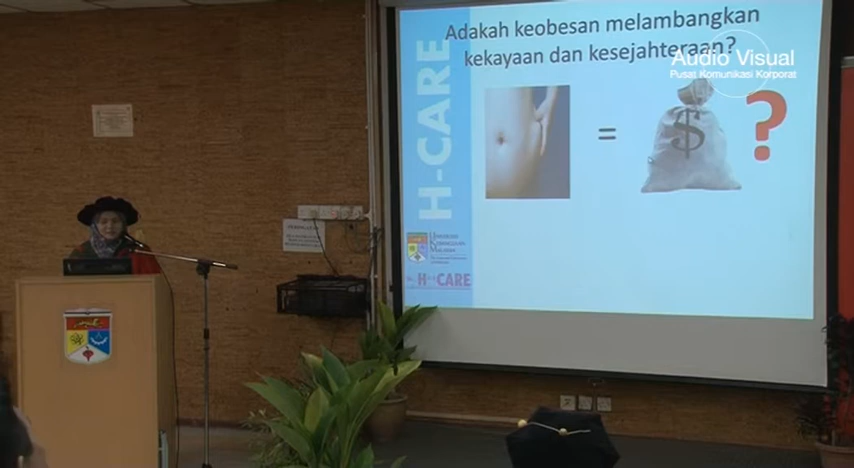 Adakah keobesan melambangkan
kekayaan dan kesejahteraan?
Audio Visual
Pusat Komunikasi Korporat
H-CARE
=
$
?
H-CARE